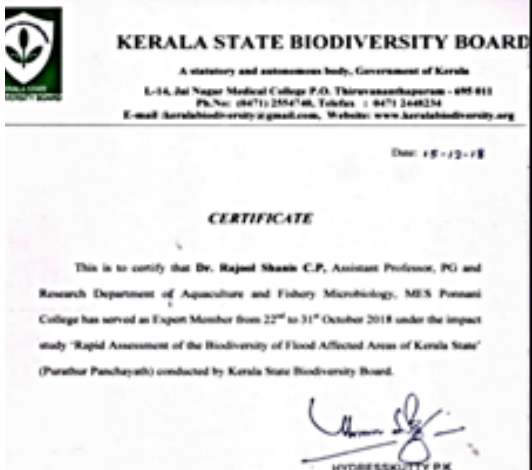 KERALA STATE BIODIVERSITY BOARD
A statutory and autonomous body, Government of Kerala
L-14, Jai Nagar Medical College P.O. Thiruvananthapuram - 695 011
Ph.No: (0471) 2554740, Telefax : 0471 2448234
E-mail :keralabiodiversity@gmail.com, Website: www.keralabiodiversity.org
Date: 15-12-18
CERTIFICATE
This is to certify that Dr. Rajool Shanis C.P, Assistant Professor, PG and
Research Department of Aquaculture and Fishery Microbiology, MES Ponnani
College has served as Expert Member from 22nd to 31st October 2018 under the impact
study 'Rapid Assessment of the Biodiversity of Flood Affected Areas of Kerala State'
(Purathur Panchayath) conducted by Kerala State Biodiversity Board.
HYDRESSKUTTY P.K